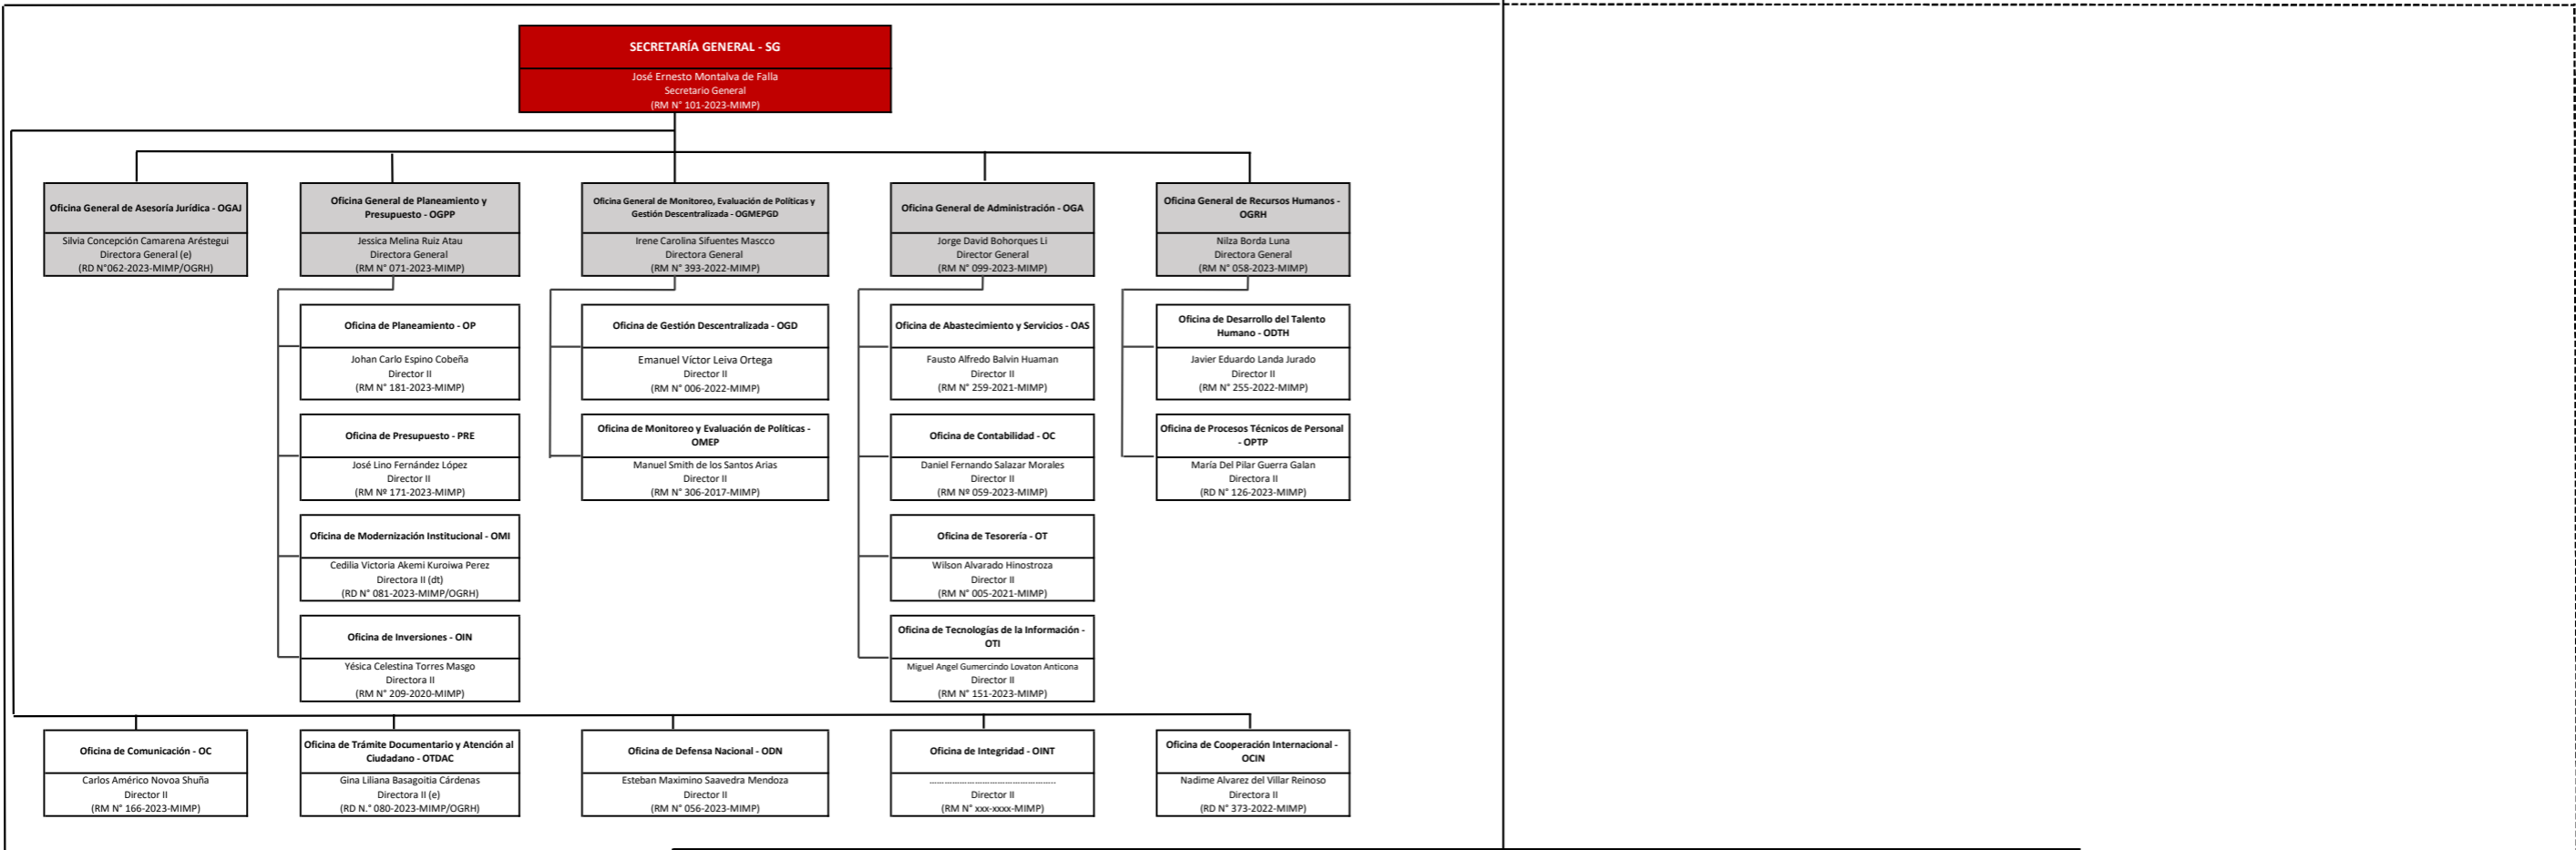 SECRETARÍA GENERAL - SG
José Ernesto Montalva de Falla
Secretario General
(RM N° 101-2023-MIMP)
Oficina General de Asesoría Jurídica - OGAJ
Silvia Concepción Camarena Aréstegui
Directora General (e)
(RD N°062-2023-MIMP/OGRH)
Oficina General de Planeamiento y
Presupuesto - OGPP
Jessica Melina Ruiz Atau
Directora General
(RM N° 071-2023-MIMP)
Oficina General de Monitoreo, Evaluación de Políticas y
Gestión Descentralizada - OGMEPGD
Irene Carolina Sifuentes Mascco
Directora General
(RM N° 393-2022-MIMP)
Oficina General de Administración - OGA
Jorge David Bohorques Li
Director General
(RM N° 099-2023-MIMP)
Oficina General de Recursos Humanos -
OGRH
Nilza Borda Luna
Directora General
(RM N° 058-2023-MIMP)
Oficina de Planeamiento - OP
Johan Carlo Espino Cobeña
Director II
(RM N° 181-2023-MIMP)
Oficina de Gestión Descentralizada - OGD
Emanuel Víctor Leiva Ortega
Director II
(RM N° 006-2022-MIMP)
Oficina de Abastecimiento y Servicios - OAS
Fausto Alfredo Balvin Huaman
Director II
(RM N° 259-2021-MIMP)
Oficina de Desarrollo del Talento
Humano - ODTH
Javier Eduardo Landa Jurado
Director II
(RM N° 255-2022-MIMP)
Oficina de Presupuesto - PRE
José Lino Fernández López
Director II
(RM Nº 171-2023-MIMP)
Oficina de Monitoreo y Evaluación de Políticas -
OMEP
Manuel Smith de los Santos Arias
Director II
(RM N° 306-2017-MIMP)
Oficina de Contabilidad - OC
Daniel Fernando Salazar Morales
Director II
(RM Nº 059-2023-MIMP)
Oficina de Procesos Técnicos de Personal
- OPTP
María Del Pilar Guerra Galan
Directora II
(RD N° 126-2023-MIMP)
Oficina de Modernización Institucional - OMI
Cedilia Victoria Akemi Kuroiwa Perez
Directora II (dt)
(RD N° 081-2023-MIMP/OGRH)
Oficina de Tesorería - OT
Wilson Alvarado Hinostroza
Director II
(RM N° 005-2021-MIMP)
Oficina de Inversiones - OIN
Yésica Celestina Torres Masgo
Directora II
(RM N° 209-2020-MIMP)
Oficina de Tecnologías de la Información -
OTI
Miguel Angel Gumercindo Lovaton Anticona
Director II
(RM N° 151-2023-MIMP)
Oficina de Comunicación - OC
Carlos Américo Novoa Shuña
Director II
(RM N° 166-2023-MIMP)
Oficina de Trámite Documentario y Atención al
Ciudadano - OTDAC
Gina Liliana Basagoitia Cárdenas
Directora II (e)
(RD N.° 080-2023-MIMP/OGRH)
Oficina de Defensa Nacional - ODN
Esteban Maximino Saavedra Mendoza
Director II
(RM N° 056-2023-MIMP)
Oficina de Integridad - OINT
................................................
Director II
(RM N° xxx-xxxx-MIMP)
Oficina de Cooperación Internacional -
OCIN
Nadime Alvarez del Villar Reinoso
Directora II
(RD N° 373-2022-MIMP)